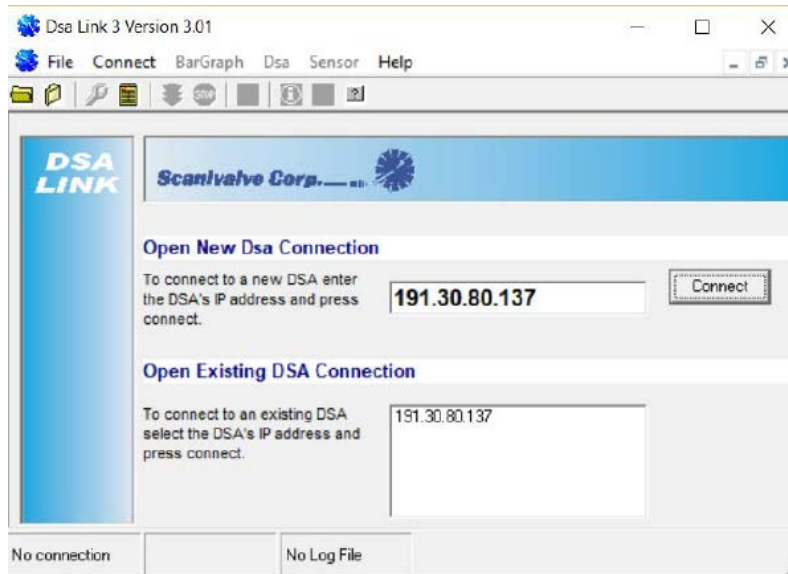 Dsa Link 3 Version 3.01
File Connect BarGraph Dsa Sensor Help
STOP
DSA
LINK
Scanivalve Corp.
Open New Dsa Connection
To connect to a new DSA enter
the DSA's IP address and press
connect.
191.30.80.137
Connect
Open Existing DSA Connection
To connect to an existing DSA
select the DSA's IP address and
press connect.
191.30.80.137
No connection
No Log File